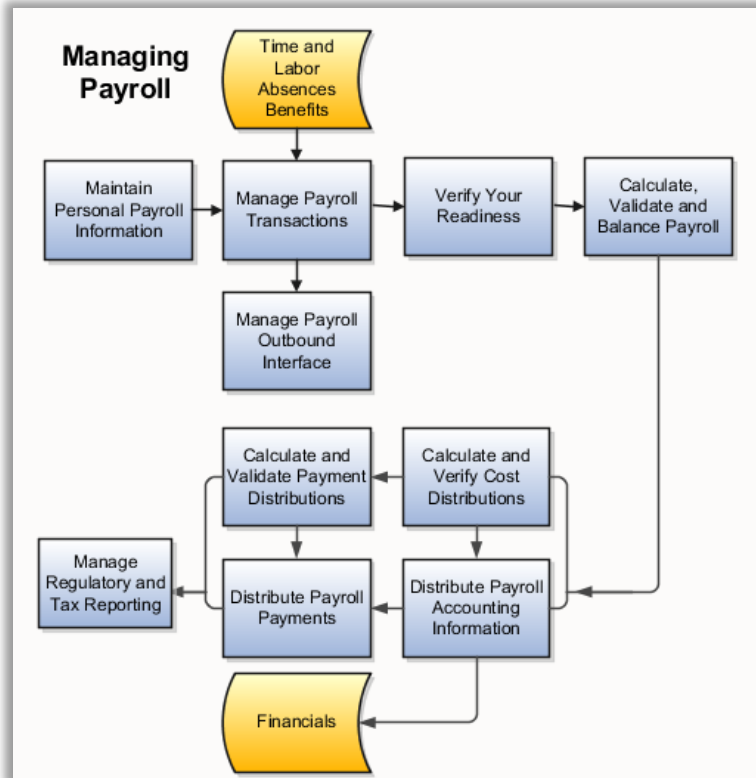 Managing
Payroll
Time and
Labor
Absences
Benefits
Maintain
Personal Payroll
Information
Manage Payroll
Transactions
Verify Your
Readiness
Calculate,
Validate and
Balance Payroll
Manage Payroll
Outbound
Interface
Calculate and
Validate Payment
Distributions
Calculate and
Verify Cost
Distributions
Manage
Regulatory and
Tax Reporting
Distribute Payroll
Payments
Distribute Payroll
Accounting
Information
Financials